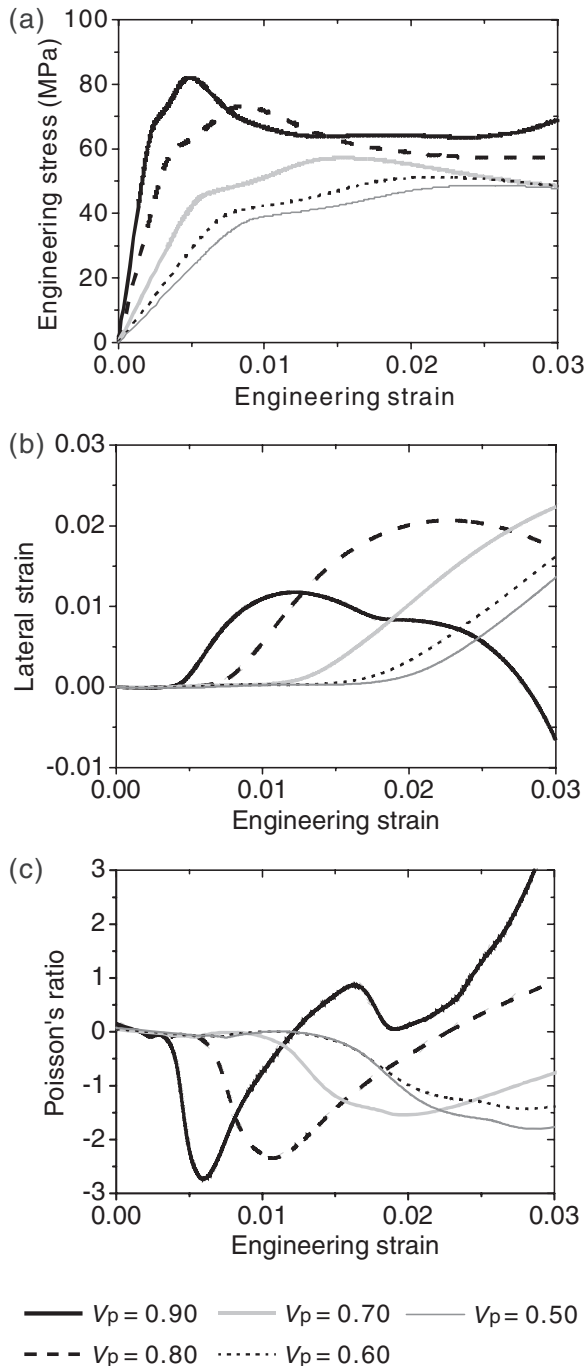 (a)
100
80
60
40
20
0
Engineering stress (MPa)
0.00 0.01 0.02 0.03
Engineering strain
(b)
0.03
0.02
0.01
0.00
-0.01
Lateral strain
0.00 0.01 0.02 0.03
Engineering strain
(c)
3
2
1
0
-1
-2
-3
Poisson's ratio
0.00 0.01 0.02 0.03
Engineering strain
Vp = 0.90 Vp = 0.70 Vp = 0.50
Vp = 0.80 Vp = 0.60